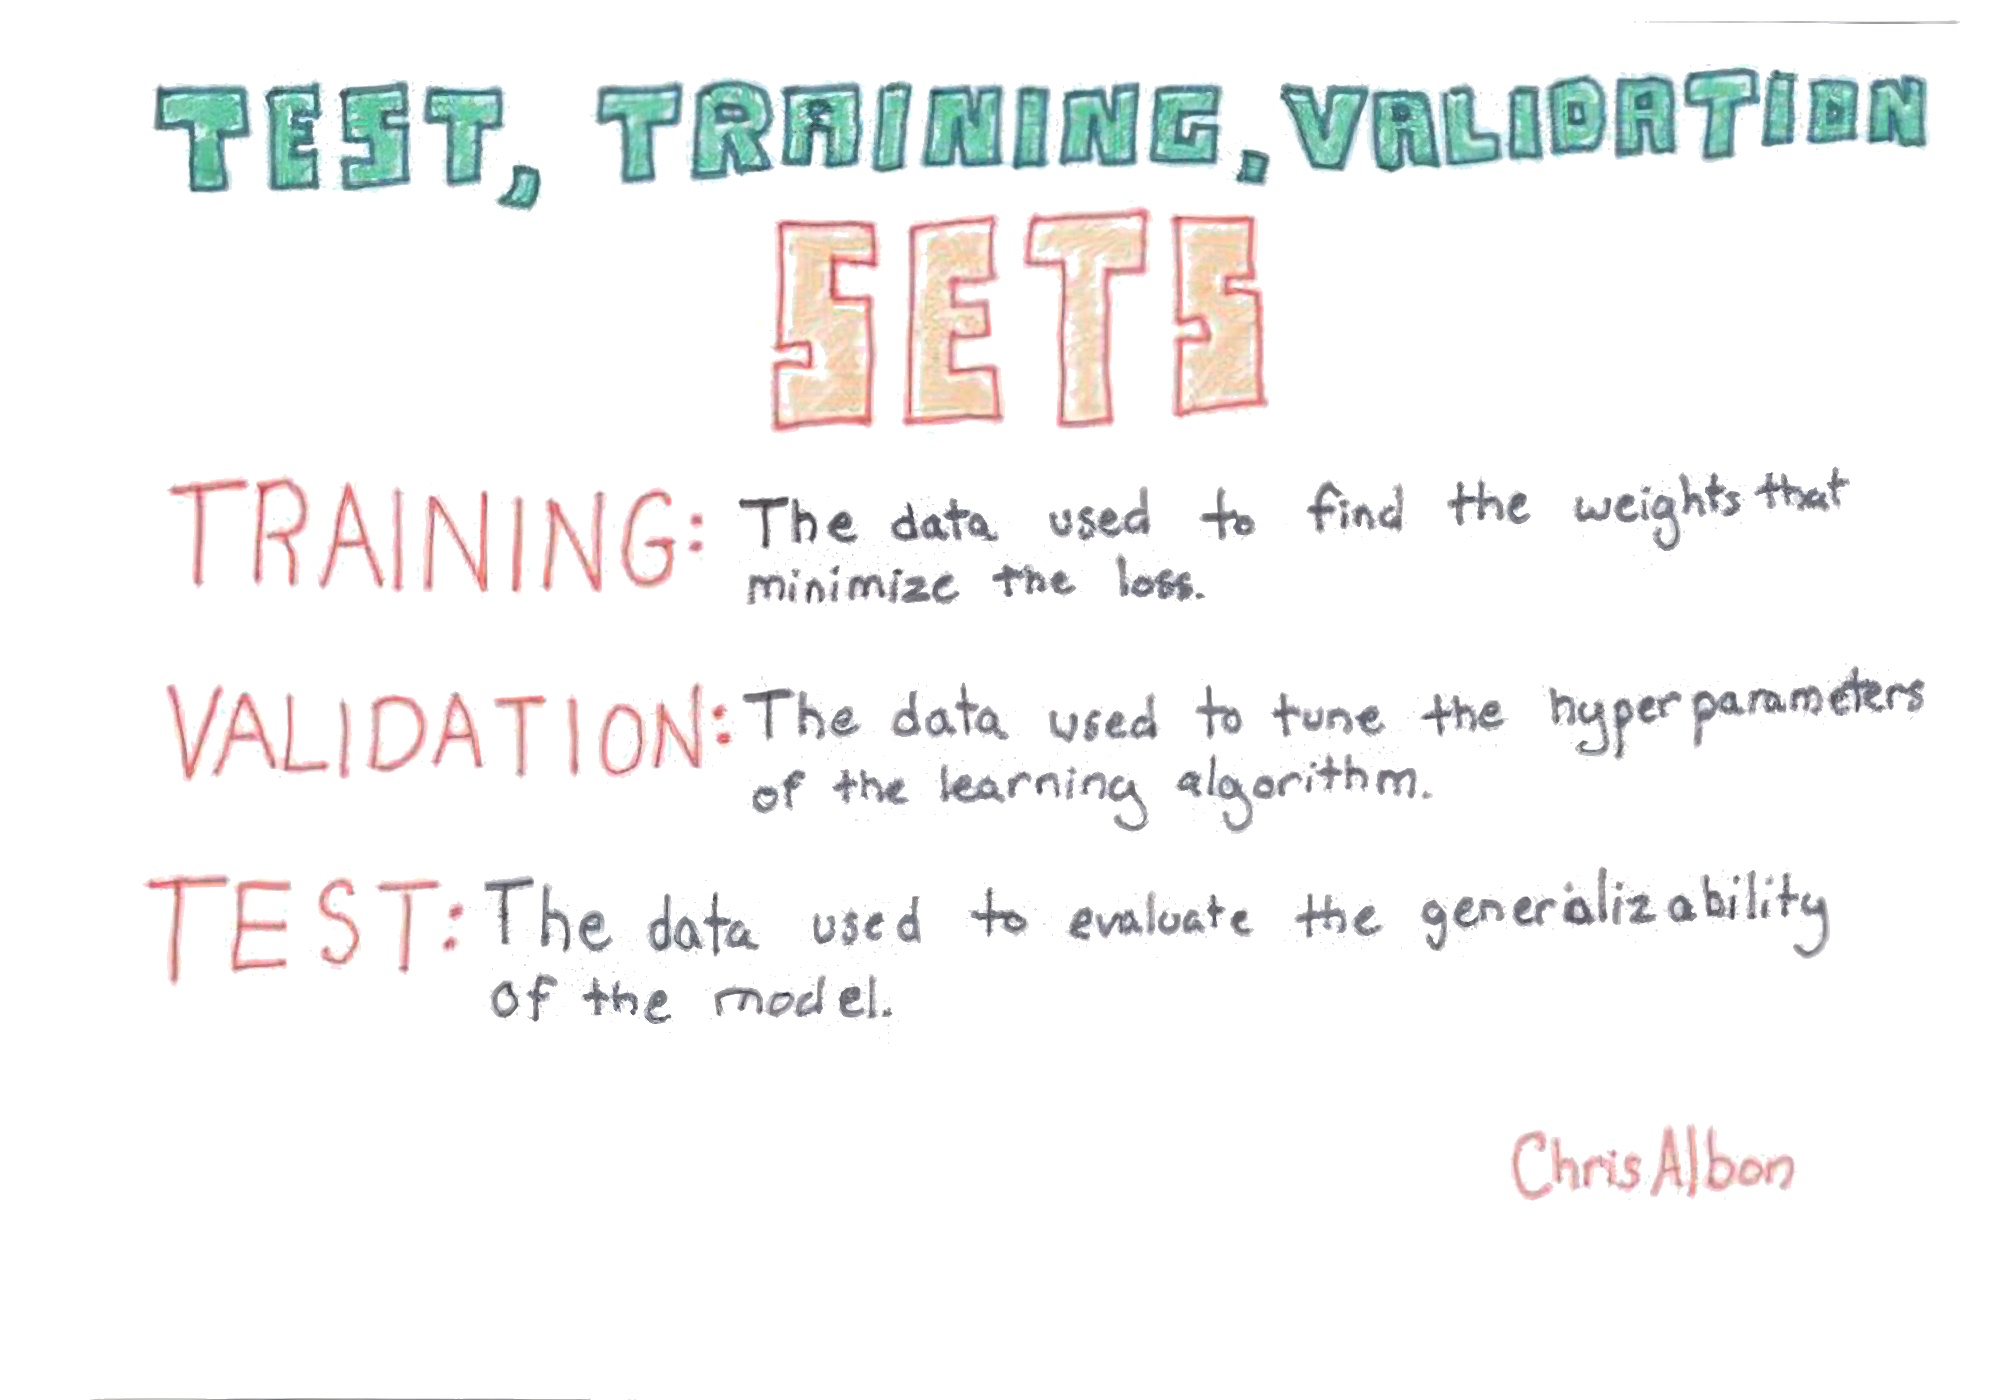 TEST, TRAINING, VALIDATION
SETS
TRAINING: The data used to find the weights that
minimize the loss.
VALIDATION: The data used to tune the hyperparameters
of the learning algorithm.
TEST: The data used to evaluate the generalizability
of the model.
Chris Albon